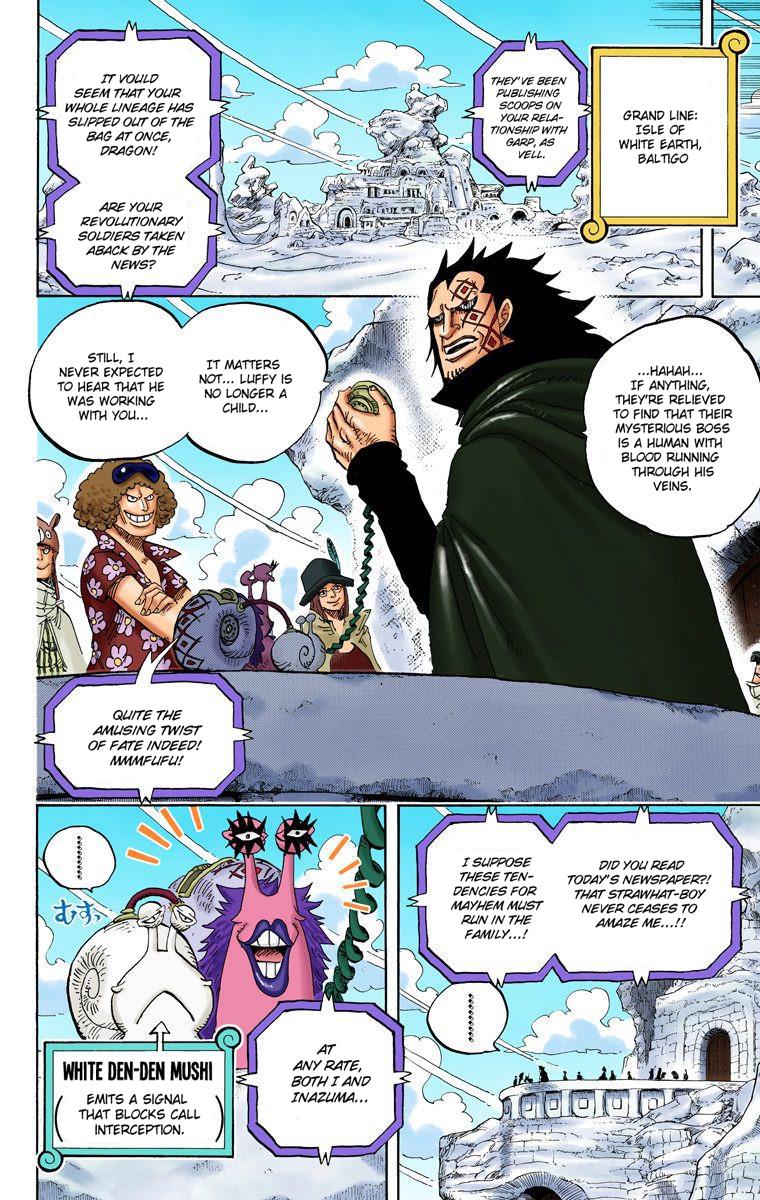 GRAND LINE:
ISLE OF
WHITE EARTH,
BALTIGO
THEY'VE BEEN
PUBLISHING
SCOOPS ON
YOUR RELA-
TIONSHIP WITH
GARP, AS
VELL.
IT VOULD
SEEM THAT YOUR
WHOLE LINEAGE HAS
SLIPPED OUT OF THE
BAG AT ONCE,
DRAGON!
ARE YOUR
REVOLUTIONARY
SOLDIERS TAKEN
ABACK BY THE
NEWS?
...HAHAH...
IF ANYTHING,
THEY'RE RELIEVED
TO FIND THAT THEIR
MYSTERIOUS BOSS
IS A HUMAN WITH
BLOOD RUNNING
THROUGH HIS
VEINS.
IT MATTERS
NOT... LUFFY IS
NO LONGER A
CHILD...
STILL, I
NEVER EXPECTED
TO HEAR THAT HE
WAS WORKING
WITH YOU...
QUITE THE
AMUSING TWIST
OF FATE INDEED!
MMMFUFU!
DID YOU READ
TODAY'S NEWSPAPER?!
THAT STRAWHAT-BOY
NEVER CEASES TO
AMAZE ME...!!
I SUPPOSE
THESE TEN-
DENCIES FOR
MAYHEM MUST
RUN IN THE
FAMILY...!
.........
AT
ANY RATE,
BOTH I AND
INAZUMA...
.........
むすっ
WHITE DEN-DEN MUSHI
(EMITS A SIGNAL
THAT BLOCKS CALL
INTERCEPTION.)